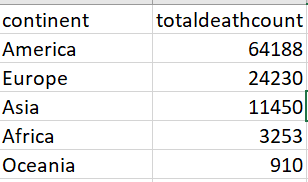 continent totaldeathcount
America 64188
Europe 24230
Asia 11450
Africa 3253
Oceania 910